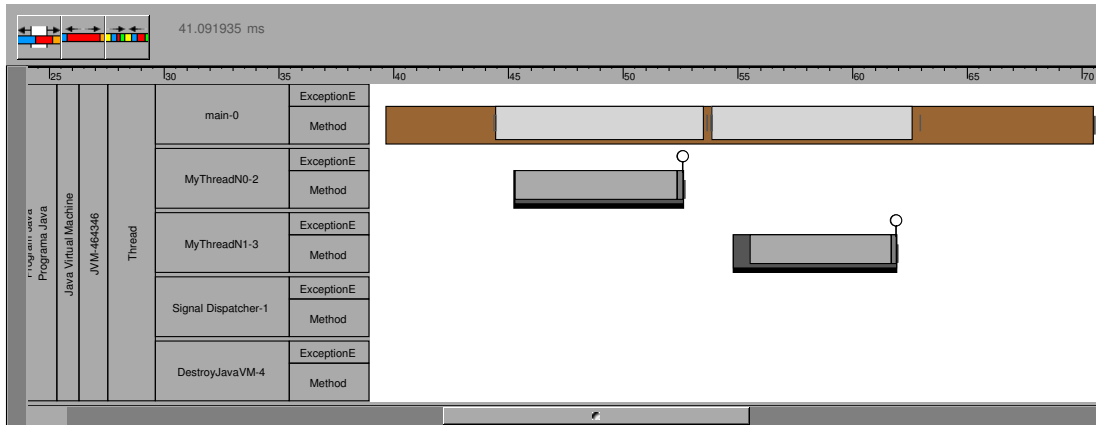 41.091935 ms
25 30 35 40 45 50 55 60 65 70
Programa Java
Java Virtual Machine
JVM-464346
Thread
main-0
ExceptionE
Method
MyThreadN0-2
ExceptionE
Method
MyThreadN1-3
ExceptionE
Method
Signal Dispatcher-1
ExceptionE
Method
DestroyJavaVM-4
ExceptionE
Method